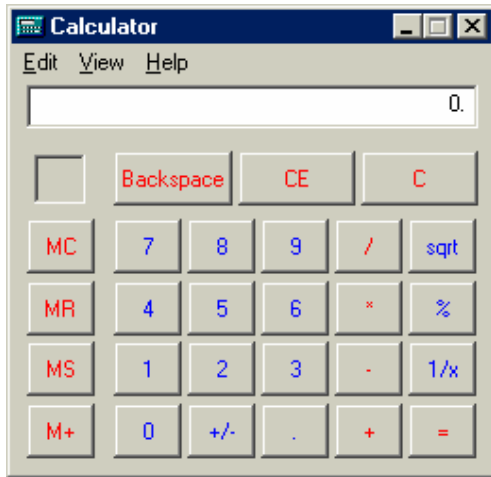 Calculator
Edit View Help
0.
Backspace CE C
MC 7 8 9 / sqrt
MR 4 5 6 * %
MS 1 2 3 - 1/x
M+ 0 +/- . + =